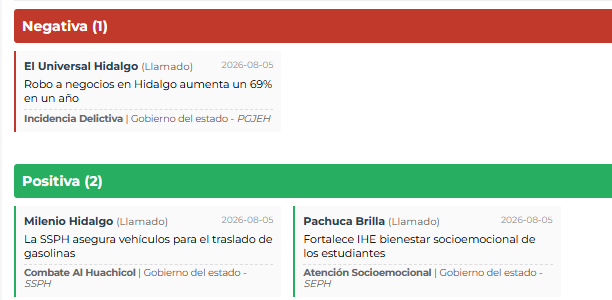 Negativa (1)
El Universal Hidalgo (Llamado) 2026-08-05
Robo a negocios en Hidalgo aumenta un 69%
en un año
Incidencia Delictiva | Gobierno del estado - PGJEH
Positiva (2)
Milenio Hidalgo (Llamado) 2026-08-05
La SSPH asegura vehículos para el traslado de
gasolinas
Combate Al Huachicol | Gobierno del estado -
SSPH
Pachuca Brilla (Llamado) 2026-08-05
Fortalece IHE bienestar socioemocional de
los estudiantes
Atención Socioemocional | Gobierno del estado -
SEPH